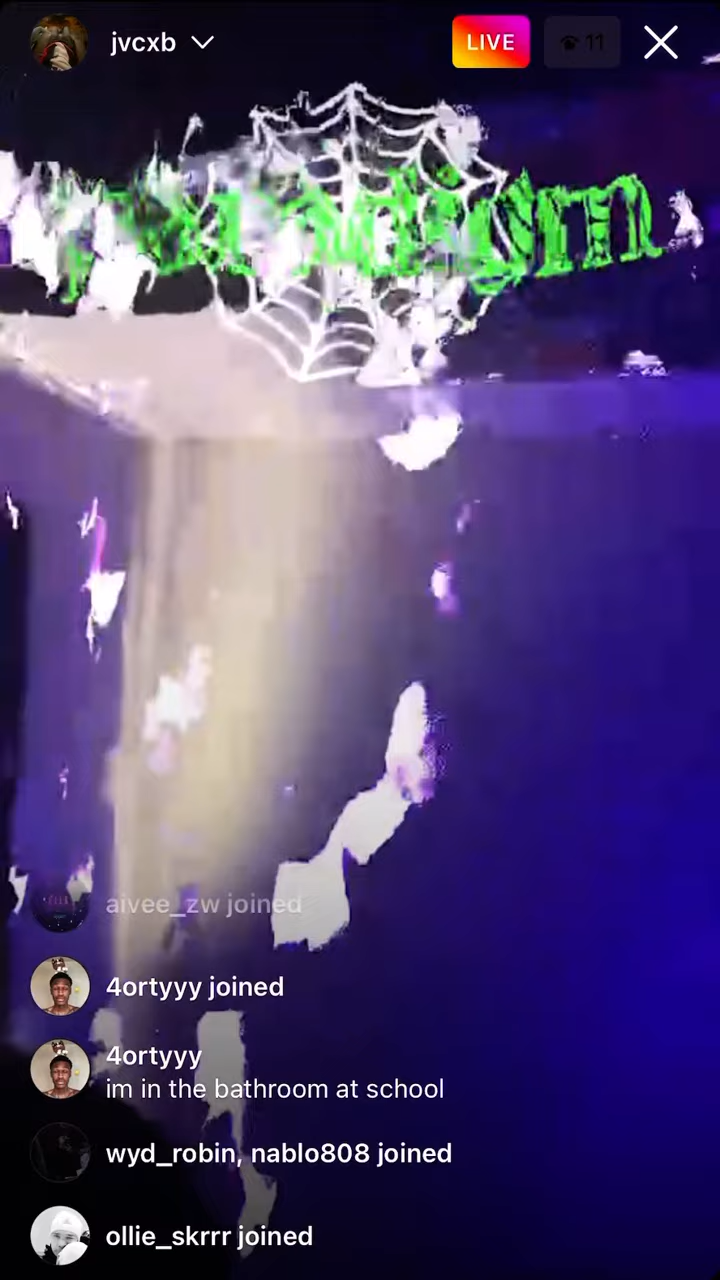 jvcxb
LIVE
11
aivee_zw joined
4ortyyy joined
4ortyyy
im in the bathroom at school
wyd_robin, nablo808 joined
ollie_skrrr joined